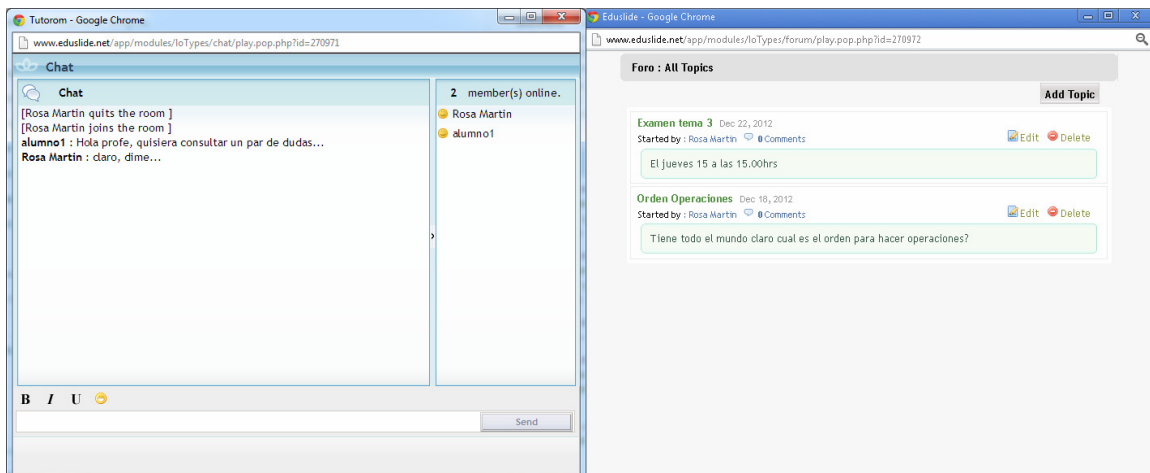 Tutorom - Google Chrome
www.eduslide.net/app/modules/loTypes/chat/play.pop.php?id=270971
Chat
Chat
2 member(s) online.
[Rosa Martin quits the room ]
[Rosa Martin joins the room ]
alumno1 : Hola profe, quisiera consultar un par de dudas...
Rosa Martin : claro, dime...
Rosa Martin
alumno1
B I U
Send
Eduslide - Google Chrome
www.eduslide.net/app/modules/loTypes/forum/play.pop.php?id=270972
Foro : All Topics
Add Topic
Examen tema 3 Dec 22, 2012
Started by : Rosa Martin 0 Comments
Edit Delete
El jueves 15 a las 15.00hrs
Orden Operaciones Dec 18, 2012
Started by : Rosa Martin 0 Comments
Edit Delete
Tiene todo el mundo claro cual es el orden para hacer operaciones?